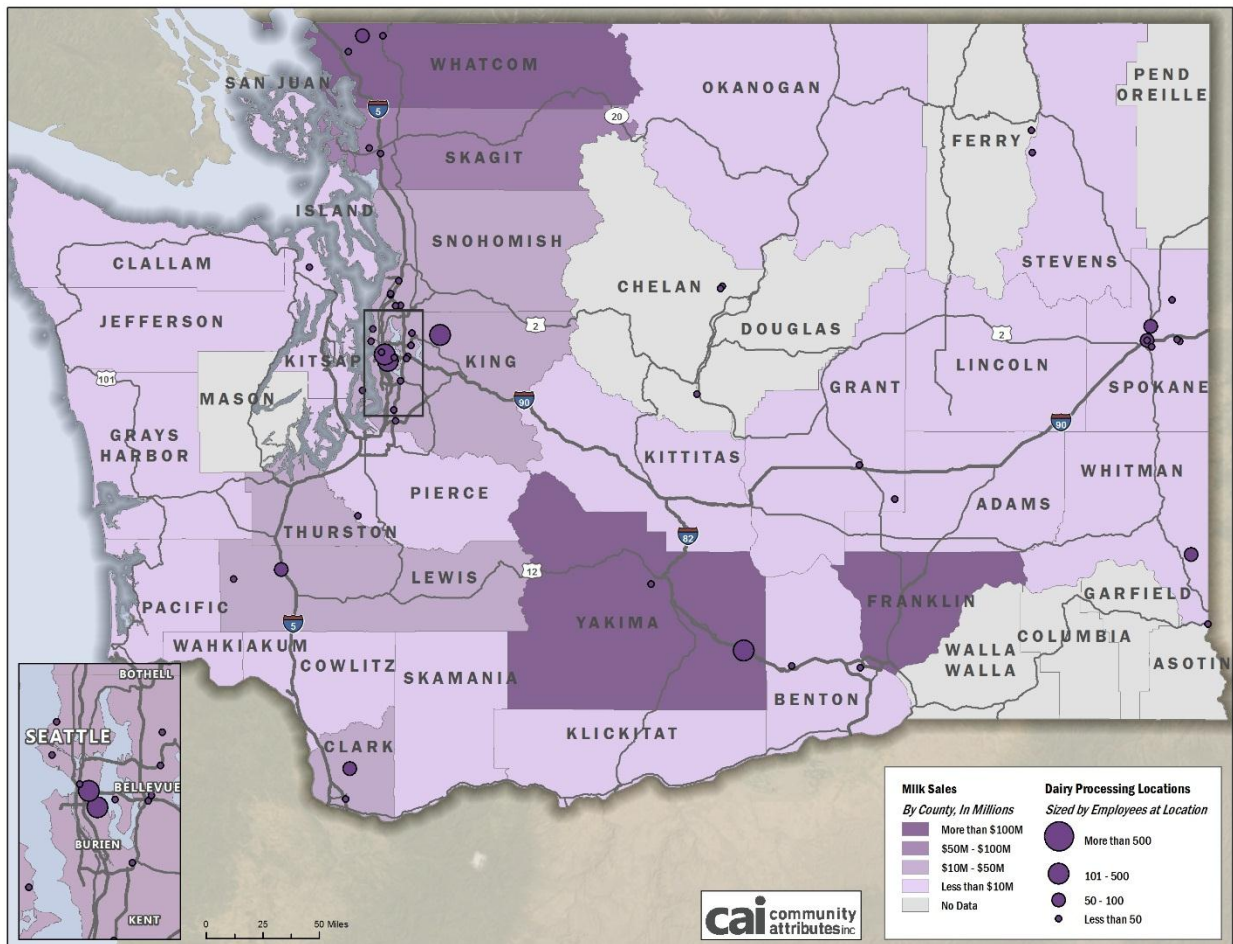 WHATCOM
SAN JUAN
OKANOGAN
PEND
OREILLE
5
20
FERRY
SKAGIT
ISLAND
SNOHOMISH
STEVENS
CLALLAM
CHELAN
JEFFERSON
DOUGLAS
2
2
KITSAP
KING
LINCOLN
101
MASON
GRANT
SPOKANE
90
90
GRAYS
HARBOR
KITTITAS
WHITMAN
PIERCE
ADAMS
THURSTON
82
LEWIS
12
PACIFIC
5
YAKIMA
FRANKLIN
GARFIELD
WAHKIAKUM
COLUMBIA
WALLA
WALLA
ASOTIN
COWLITZ
SKAMANIA
BENTON
KLICKITAT
CLARK
BOTHELL
SEATTLE
BELLEVUE
BURIEN
KENT
0 25 50 Miles
cai community
attributes inc
Milk Sales
By County, In Millions
More than $100M
$50M - $100M
$10M - $50M
Less than $10M
No Data
Dairy Processing Locations
Sized by Employees at Location
More than 500
101 - 500
50 - 100
Less than 50